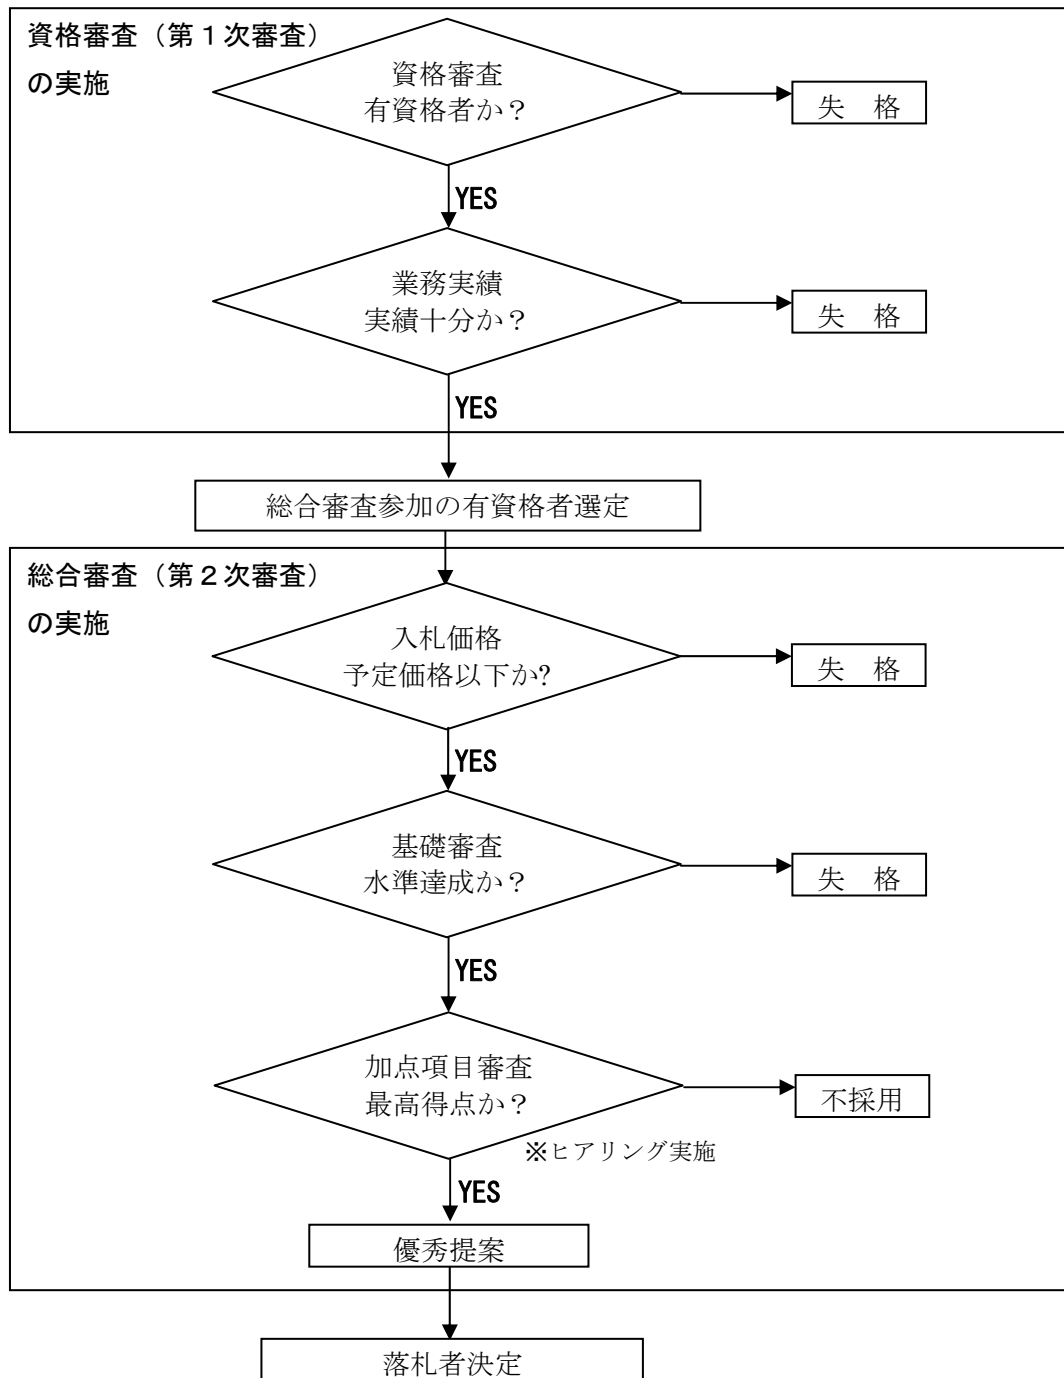 資格審査（第１次審査）
の実施
資格審査
有資格者か？
失　格
YES
業務実績
実績十分か？
失　格
YES
総合審査参加の有資格者選定
総合審査（第２次審査）
の実施
入札価格
予定価格以下か?
失　格
YES
基礎審査
水準達成か？
失　格
YES
加点項目審査
最高得点か？
不採用
※ヒアリング実施
YES
優秀提案
落札者決定